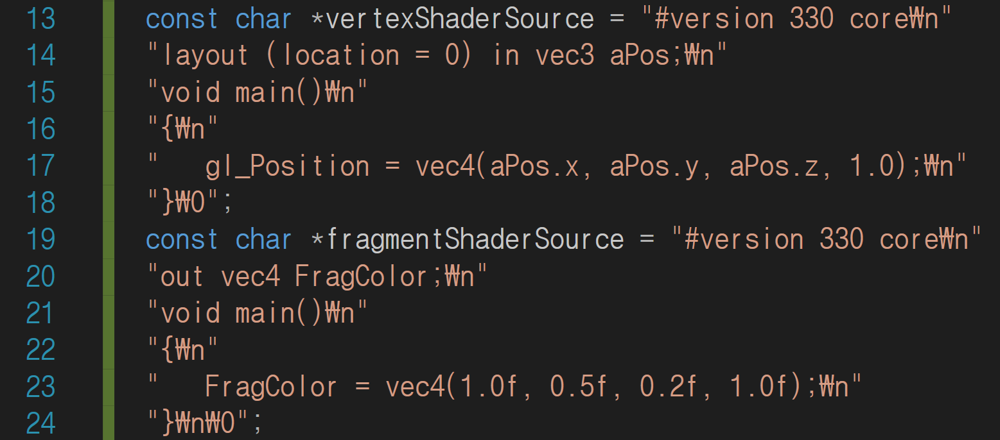 13 const char *vertexShaderSource = "#version 330 core₩n"
14 "layout (location = 0) in vec3 aPos;₩n"
15 "void main()₩n"
16 "{₩n"
17 "   gl_Position = vec4(aPos.x, aPos.y, aPos.z, 1.0);₩n"
18 "}₩0";
19 const char *fragmentShaderSource = "#version 330 core₩n"
20 "out vec4 FragColor;₩n"
21 "void main()₩n"
22 "{₩n"
23 "   FragColor = vec4(1.0f, 0.5f, 0.2f, 1.0f);₩n"
24 "}₩n₩0";